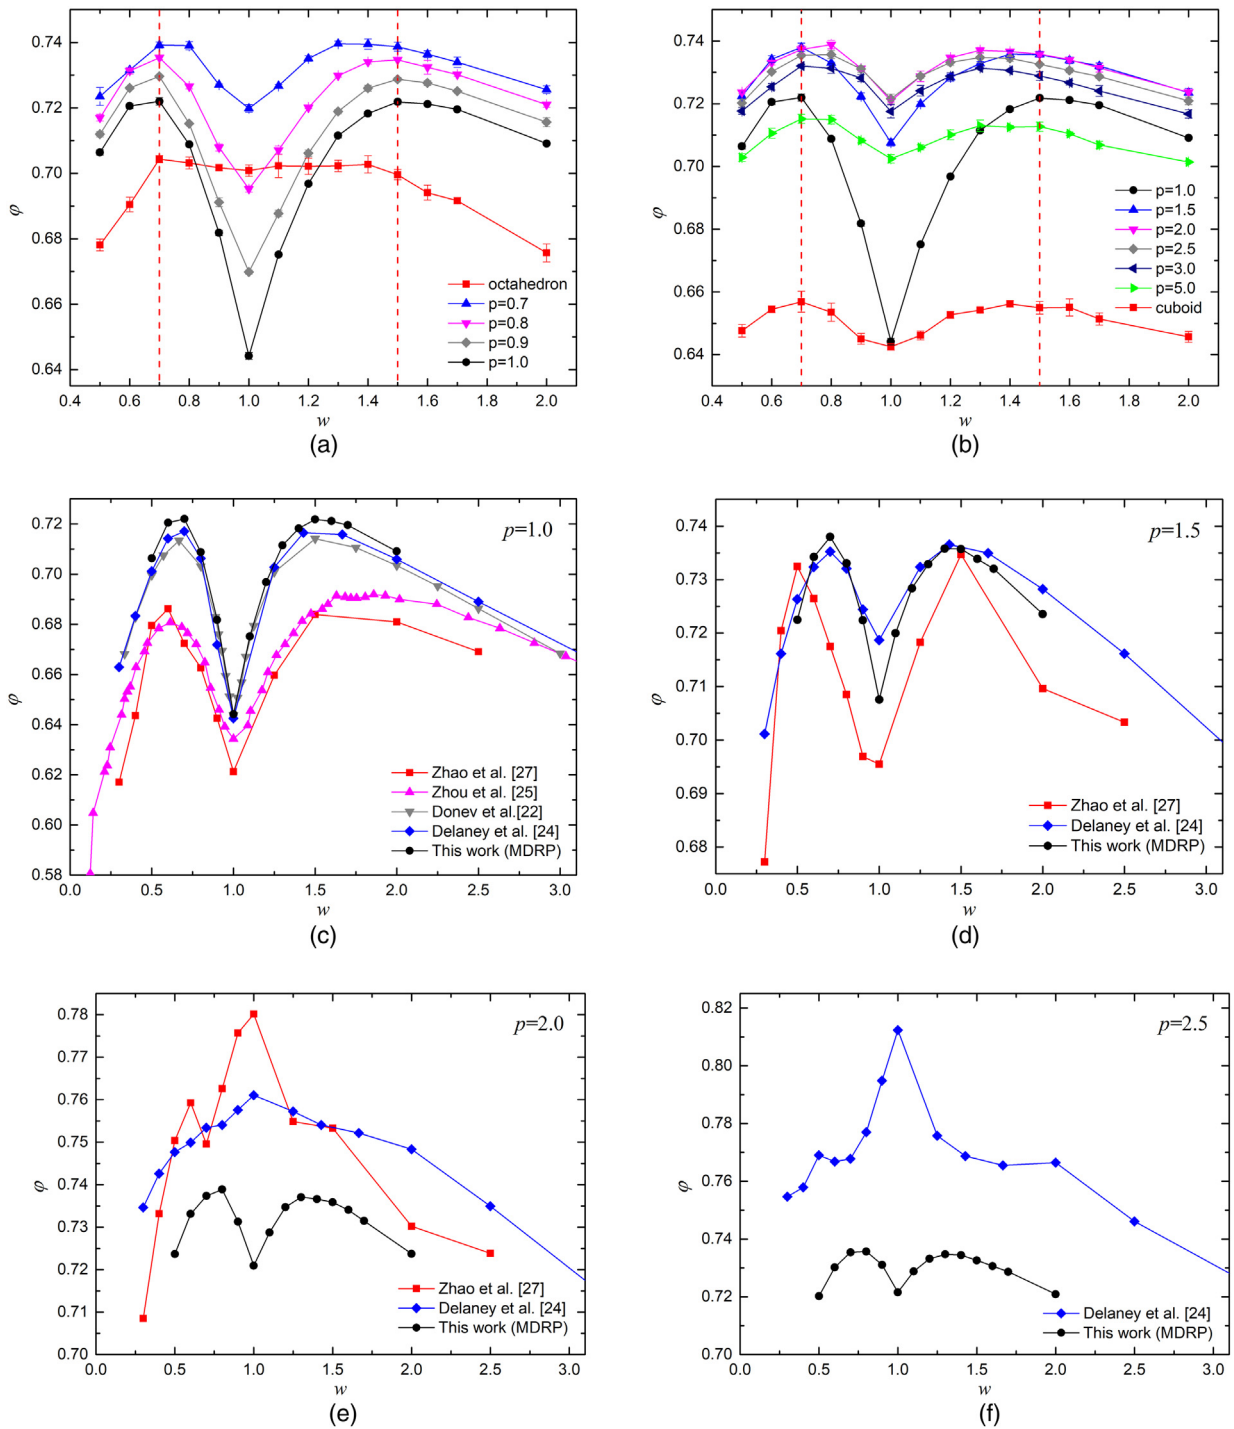 0.74
0.72
0.70
0.68
0.66
0.64
φ
octahedron
p=0.7
p=0.8
p=0.9
p=1.0
0.4 0.6 0.8 1.0 1.2 1.4 1.6 1.8 2.0
w
(a)
0.74
0.72
0.70
0.68
0.66
0.64
φ
p=1.0
p=1.5
p=2.0
p=2.5
p=3.0
p=5.0
cuboid
0.4 0.6 0.8 1.0 1.2 1.4 1.6 1.8 2.0
w
(b)
p=1.0
0.72
0.70
0.68
0.66
0.64
0.62
0.60
0.58
φ
Zhao et al. [27]
Zhou et al. [25]
Donev et al.[22]
Delaney et al. [24]
This work (MDRP)
0.0 0.5 1.0 1.5 2.0 2.5 3.0
w
(c)
p=1.5
0.74
0.73
0.72
0.71
0.70
0.69
0.68
φ
Zhao et al. [27]
Delaney et al. [24]
This work (MDRP)
0.0 0.5 1.0 1.5 2.0 2.5 3.0
w
(d)
p=2.0
0.78
0.77
0.76
0.75
0.74
0.73
0.72
0.71
0.70
φ
Zhao et al. [27]
Delaney et al. [24]
This work (MDRP)
0.0 0.5 1.0 1.5 2.0 2.5 3.0
w
(e)
p=2.5
0.82
0.80
0.78
0.76
0.74
0.72
0.70
φ
Delaney et al. [24]
This work (MDRP)
0.0 0.5 1.0 1.5 2.0 2.5 3.0
w
(f)